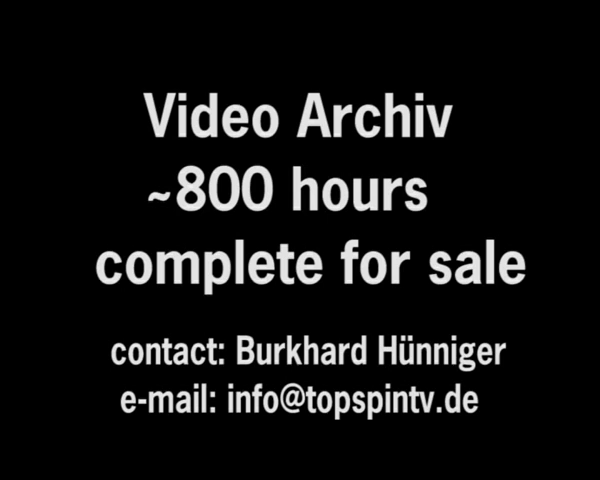 Video Archiv
~800 hours
complete for sale
contact: Burkhard Hünniger
e-mail: info@topspintv.de